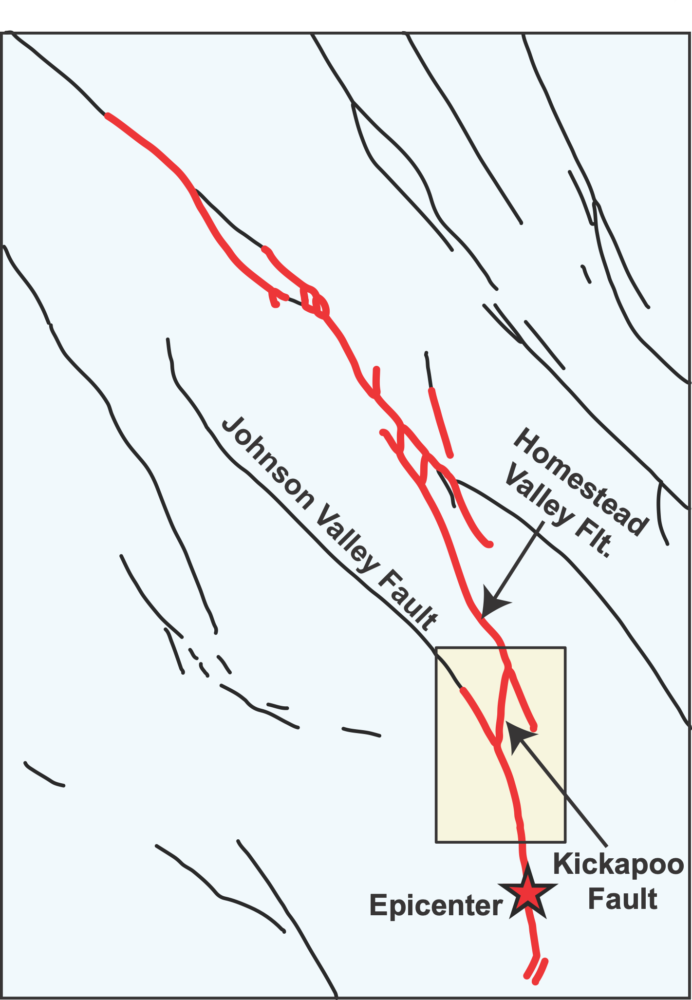 Johnson Valley Fault
Homestead
Valley Flt.
Kickapoo
Fault
Epicenter